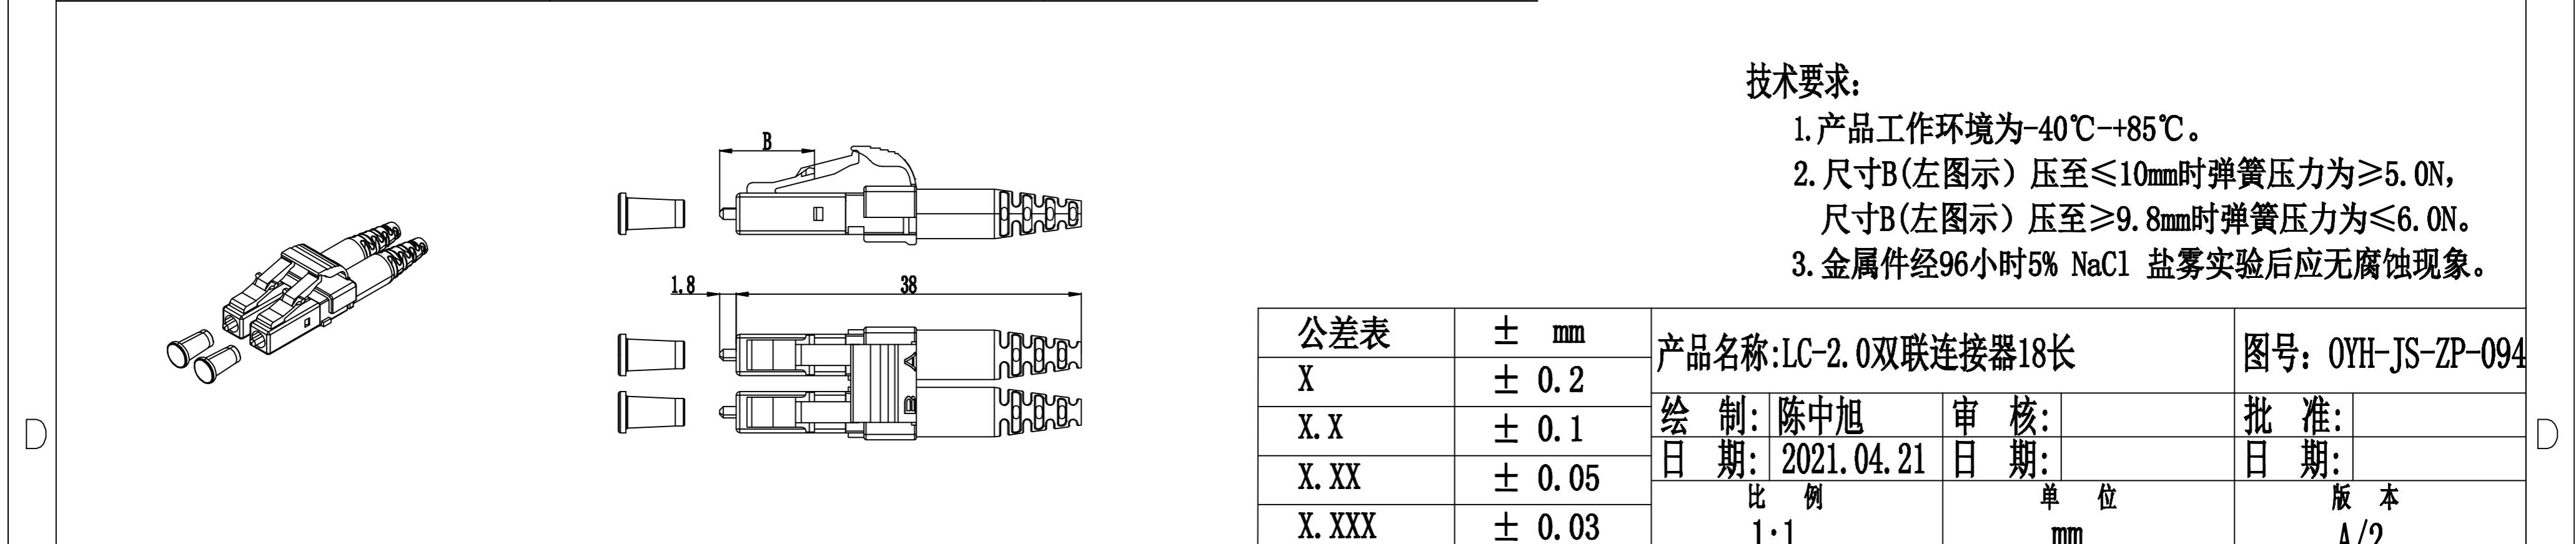 技术要求:
1.产品工作环境为-40℃-+85℃。
2.尺寸B(左图示）压至≤10mm时弹簧压力为≥5.0N,
尺寸B(左图示）压至≥9.8mm时弹簧压力为≤6.0N。
3.金属件经96小时5% NaCl 盐雾实验后应无腐蚀现象。
B
1.8
38
A
B
D
D
公差表 ± mm
X ± 0.2
X.X ± 0.1
X.XX ± 0.05
X.XXX ± 0.03
产品名称:LC-2.0双联连接器18长
图号: OYH-JS-ZP-094
绘 制: 陈中旭 审 核: 批 准:
日 期: 2021.04.21 日 期: 日 期:
比 例 单 位 版 本
1:1 mm A/2